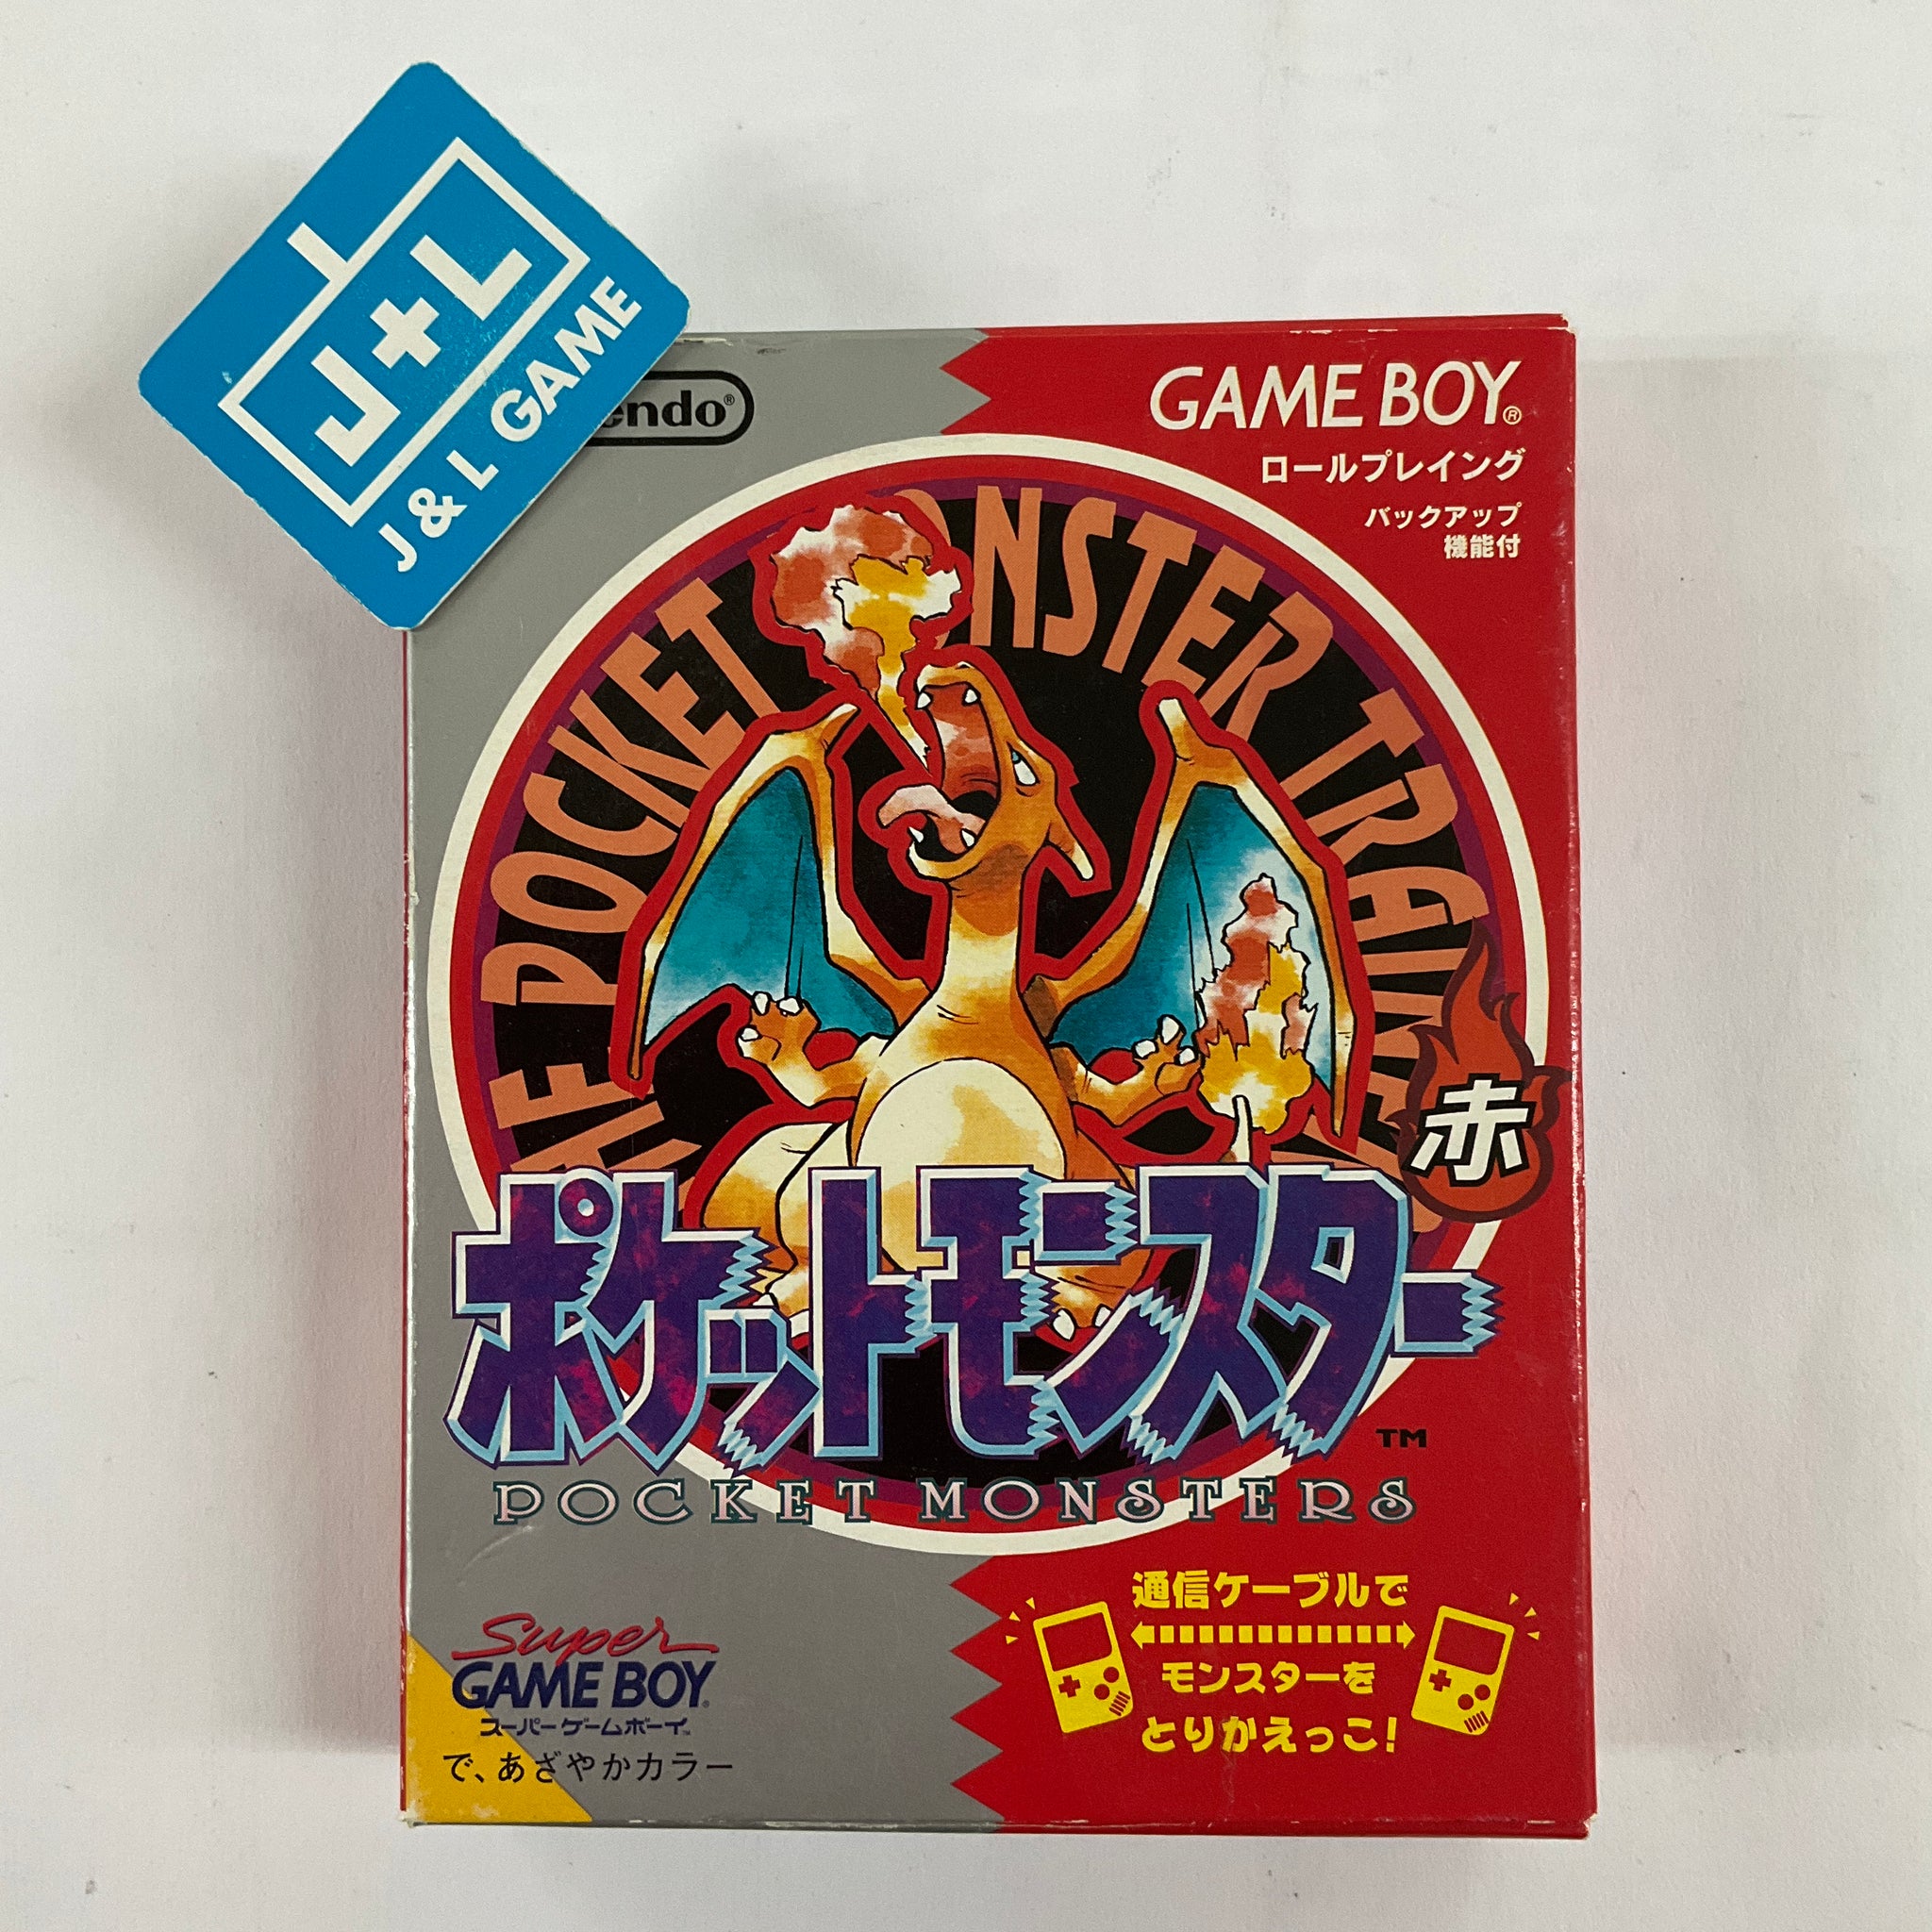 J+L
J & L GAME
GAME BOY®
ロールプレイング
バックアップ
機能付
POCKET MONSTER
赤
ポケットモンスター
TM
POCKET MONSTERS
通信ケーブルで
モンスターを
とりかえっこ!
Super
GAME BOY
スーパーゲームボーイ
で、あざやかカラー